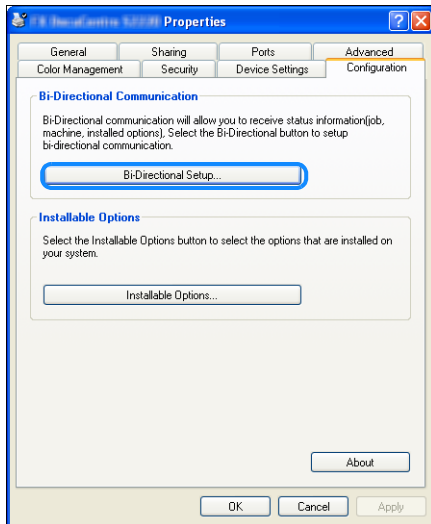 Properties
General Sharing Ports Advanced
Color Management Security Device Settings Configuration
Bi-Directional Communication
Bi-Directional communication will allow you to receive status information(job,
machine, installed options), Select the Bi-Directional button to setup
bi-directional communication.
Bi-Directional Setup...
Installable Options
Select the Installable Options button to select the options that are installed on
your system.
Installable Options...
About
OK Cancel Apply